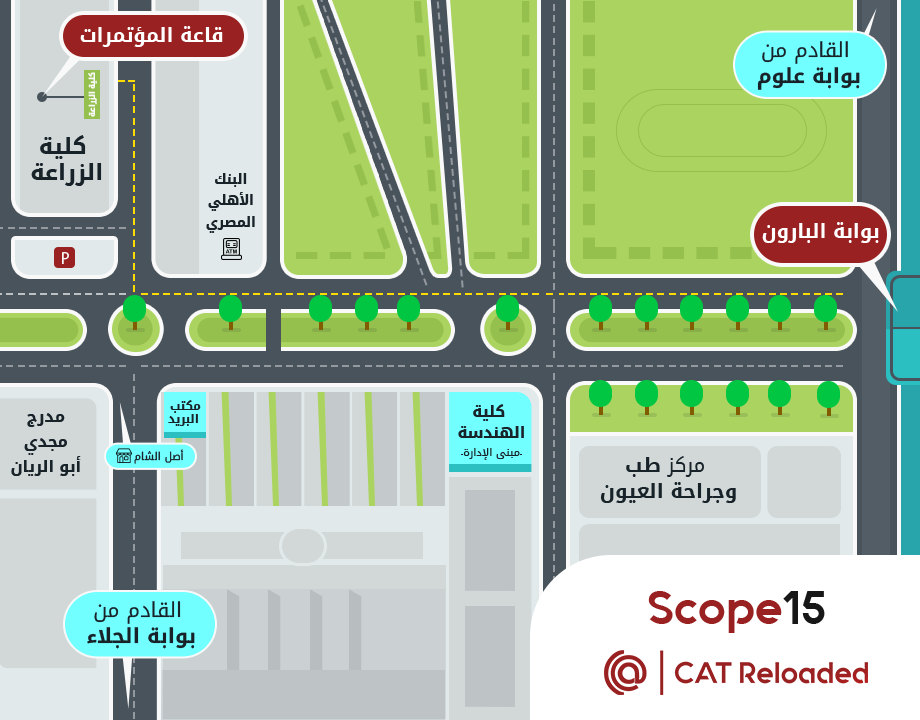 قاعة المؤتمرات
القادم من
بوابة علوم
كلية الزراعة
كلية
الزراعة
البنك
الأهلي
المصري
ATM
P
بوابة البارون
مدرج
مجدي
أبو الريان
مكتب
البريد
أصل الشام
كلية
الهندسة
-مبنى الإدارة-
مركز طب
وجراحة العيون
القادم من
بوابة الجلاء
Scope15
CAT Reloaded